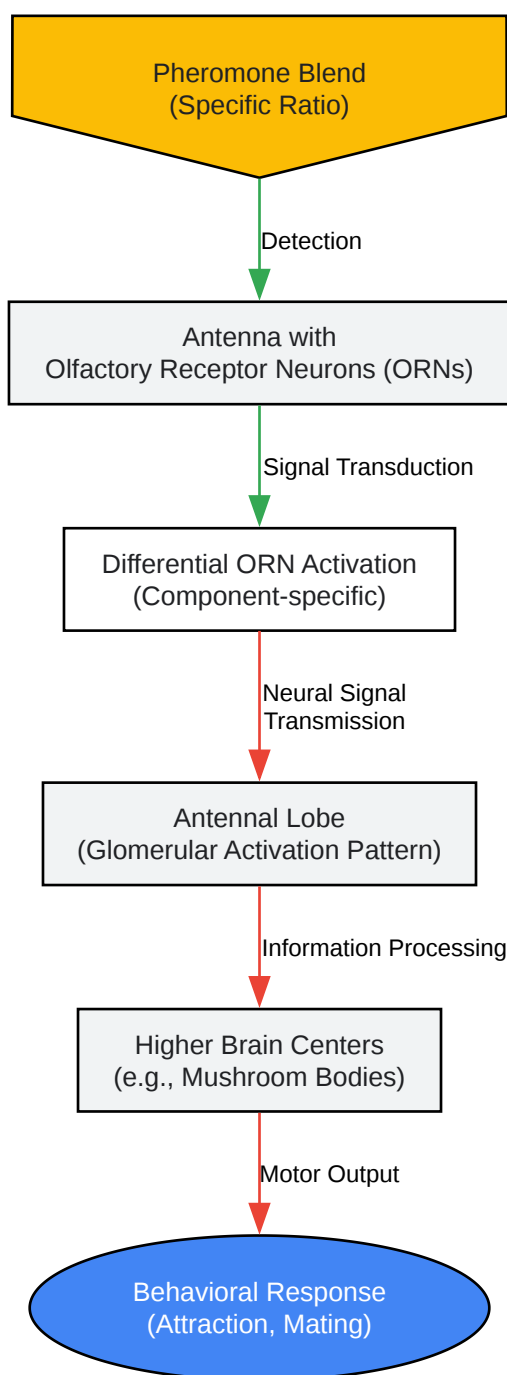 Pheromone Blend
(Specific Ratio)
Detection
Antenna with
Olfactory Receptor Neurons (ORNs)
Signal Transduction
Differential ORN Activation
(Component-specific)
Neural Signal
Transmission
Antennal Lobe
(Glomerular Activation Pattern)
Information Processing
Higher Brain Centers
(e.g., Mushroom Bodies)
Motor Output
Behavioral Response
(Attraction, Mating)